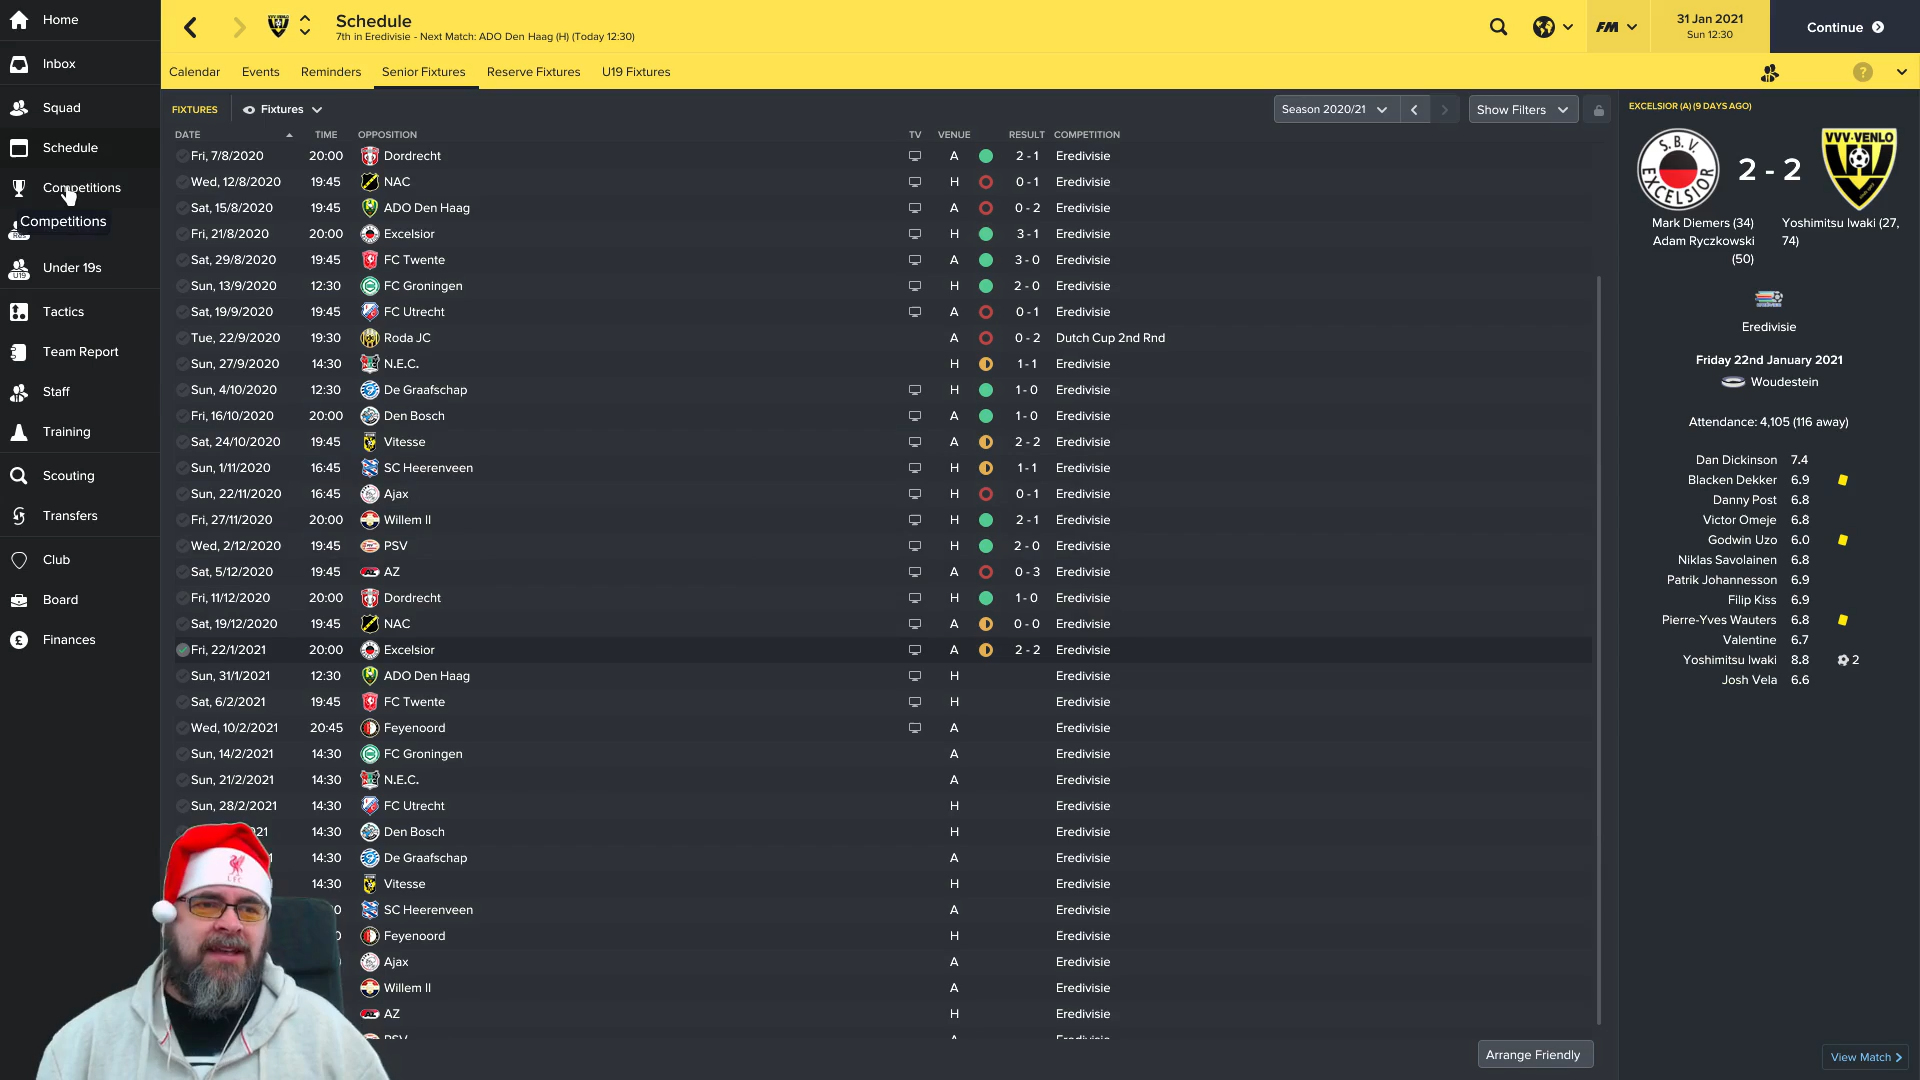 Home
Inbox
Squad
Schedule
Competitions
Competitions
Under 19s
Tactics
Team Report
Staff
Training
Scouting
Transfers
Club
Board
Finances
Schedule
7th in Eredivisie - Next Match: ADO Den Haag (H) (Today 12:30)
FM
31 Jan 2021
Sun 12:30
Continue
Calendar Events Reminders Senior Fixtures Reserve Fixtures U19 Fixtures
FIXTURES Fixtures Season 2020/21 Show Filters
DATE TIME OPPOSITION TV VENUE RESULT COMPETITION
Fri, 7/8/2020 20:00 Dordrecht A 2 - 1 Eredivisie
Wed, 12/8/2020 19:45 NAC H 0 - 1 Eredivisie
Sat, 15/8/2020 19:45 ADO Den Haag A 0 - 2 Eredivisie
Fri, 21/8/2020 20:00 Excelsior H 3 - 1 Eredivisie
Sat, 29/8/2020 19:45 FC Twente A 3 - 0 Eredivisie
Sun, 13/9/2020 12:30 FC Groningen H 2 - 0 Eredivisie
Sat, 19/9/2020 19:45 FC Utrecht A 0 - 1 Eredivisie
Tue, 22/9/2020 19:30 Roda JC A 0 - 2 Dutch Cup 2nd Rnd
Sun, 27/9/2020 14:30 N.E.C. H 1 - 1 Eredivisie
Sun, 4/10/2020 12:30 De Graafschap H 1 - 0 Eredivisie
Fri, 16/10/2020 20:00 Den Bosch A 1 - 0 Eredivisie
Sat, 24/10/2020 19:45 Vitesse A 2 - 2 Eredivisie
Sun, 1/11/2020 16:45 SC Heerenveen H 1 - 1 Eredivisie
Sun, 22/11/2020 16:45 Ajax H 0 - 1 Eredivisie
Fri, 27/11/2020 20:00 Willem II H 2 - 1 Eredivisie
Wed, 2/12/2020 19:45 PSV H 2 - 0 Eredivisie
Sat, 5/12/2020 19:45 AZ A 0 - 3 Eredivisie
Fri, 11/12/2020 20:00 Dordrecht H 1 - 0 Eredivisie
Sat, 19/12/2020 19:45 NAC A 0 - 0 Eredivisie
Fri, 22/1/2021 20:00 Excelsior A 2 - 2 Eredivisie
Sun, 31/1/2021 12:30 ADO Den Haag H Eredivisie
Sat, 6/2/2021 19:45 FC Twente H Eredivisie
Wed, 10/2/2021 20:45 Feyenoord A Eredivisie
Sun, 14/2/2021 14:30 FC Groningen A Eredivisie
Sun, 21/2/2021 14:30 N.E.C. A Eredivisie
Sun, 28/2/2021 14:30 FC Utrecht H Eredivisie
14:30 Den Bosch H Eredivisie
14:30 De Graafschap A Eredivisie
14:30 Vitesse H Eredivisie
SC Heerenveen A Eredivisie
Feyenoord H Eredivisie
Ajax A Eredivisie
Willem II A Eredivisie
AZ H Eredivisie
Arrange Friendly
EXCELSIOR (A) (9 DAYS AGO)
S.B.V. EXCELSIOR 2 - 2 VVV-VENLO
Mark Diemers (34)
Adam Ryczkowski (50)
Yoshimitsu Iwaki (27, 74)
Eredivisie
Friday 22nd January 2021
Woudestein
Attendance: 4,105 (116 away)
Dan Dickinson 7.4
Blacken Dekker 6.9
Danny Post 6.8
Victor Omeje 6.8
Godwin Uzo 6.0
Niklas Savolainen 6.8
Patrik Johannesson 6.9
Filip Kiss 6.9
Pierre-Yves Wauters 6.8
Valentine 6.7
Yoshimitsu Iwaki 8.8 2
Josh Vela 6.6
View Match